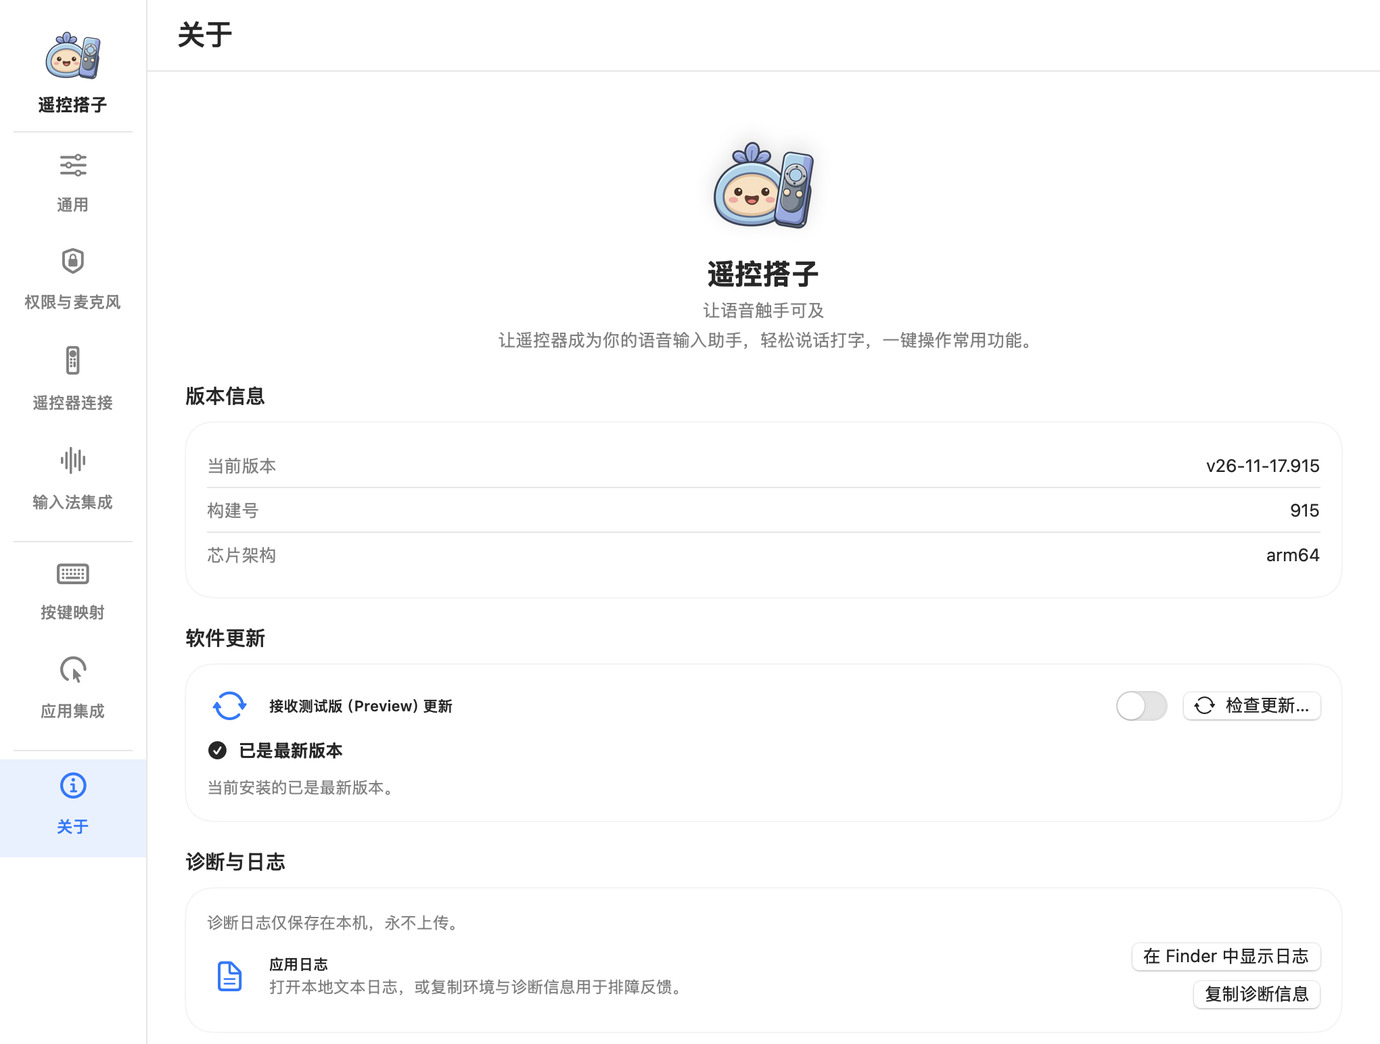 遥控搭子
通用
权限与麦克风
遥控器连接
输入法集成
按键映射
应用集成
关于
关于
遥控搭子
让语音触手可及
让遥控器成为你的语音输入助手，轻松说话打字，一键操作常用功能。
版本信息
当前版本 v26-11-17.915
构建号 915
芯片架构 arm64
软件更新
接收测试版（Preview）更新 检查更新...
已是最新版本
当前安装的已是最新版本。
诊断与日志
诊断日志仅保存在本机，永不上传。
应用日志
打开本地文本日志，或复制环境与诊断信息用于排障反馈。
在 Finder 中显示日志
复制诊断信息